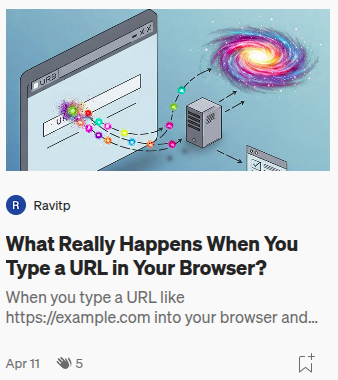 URB
UR
R Ravitp
What Really Happens When You
Type a URL in Your Browser?
When you type a URL like
https://example.com into your browser and...
Apr 11 5